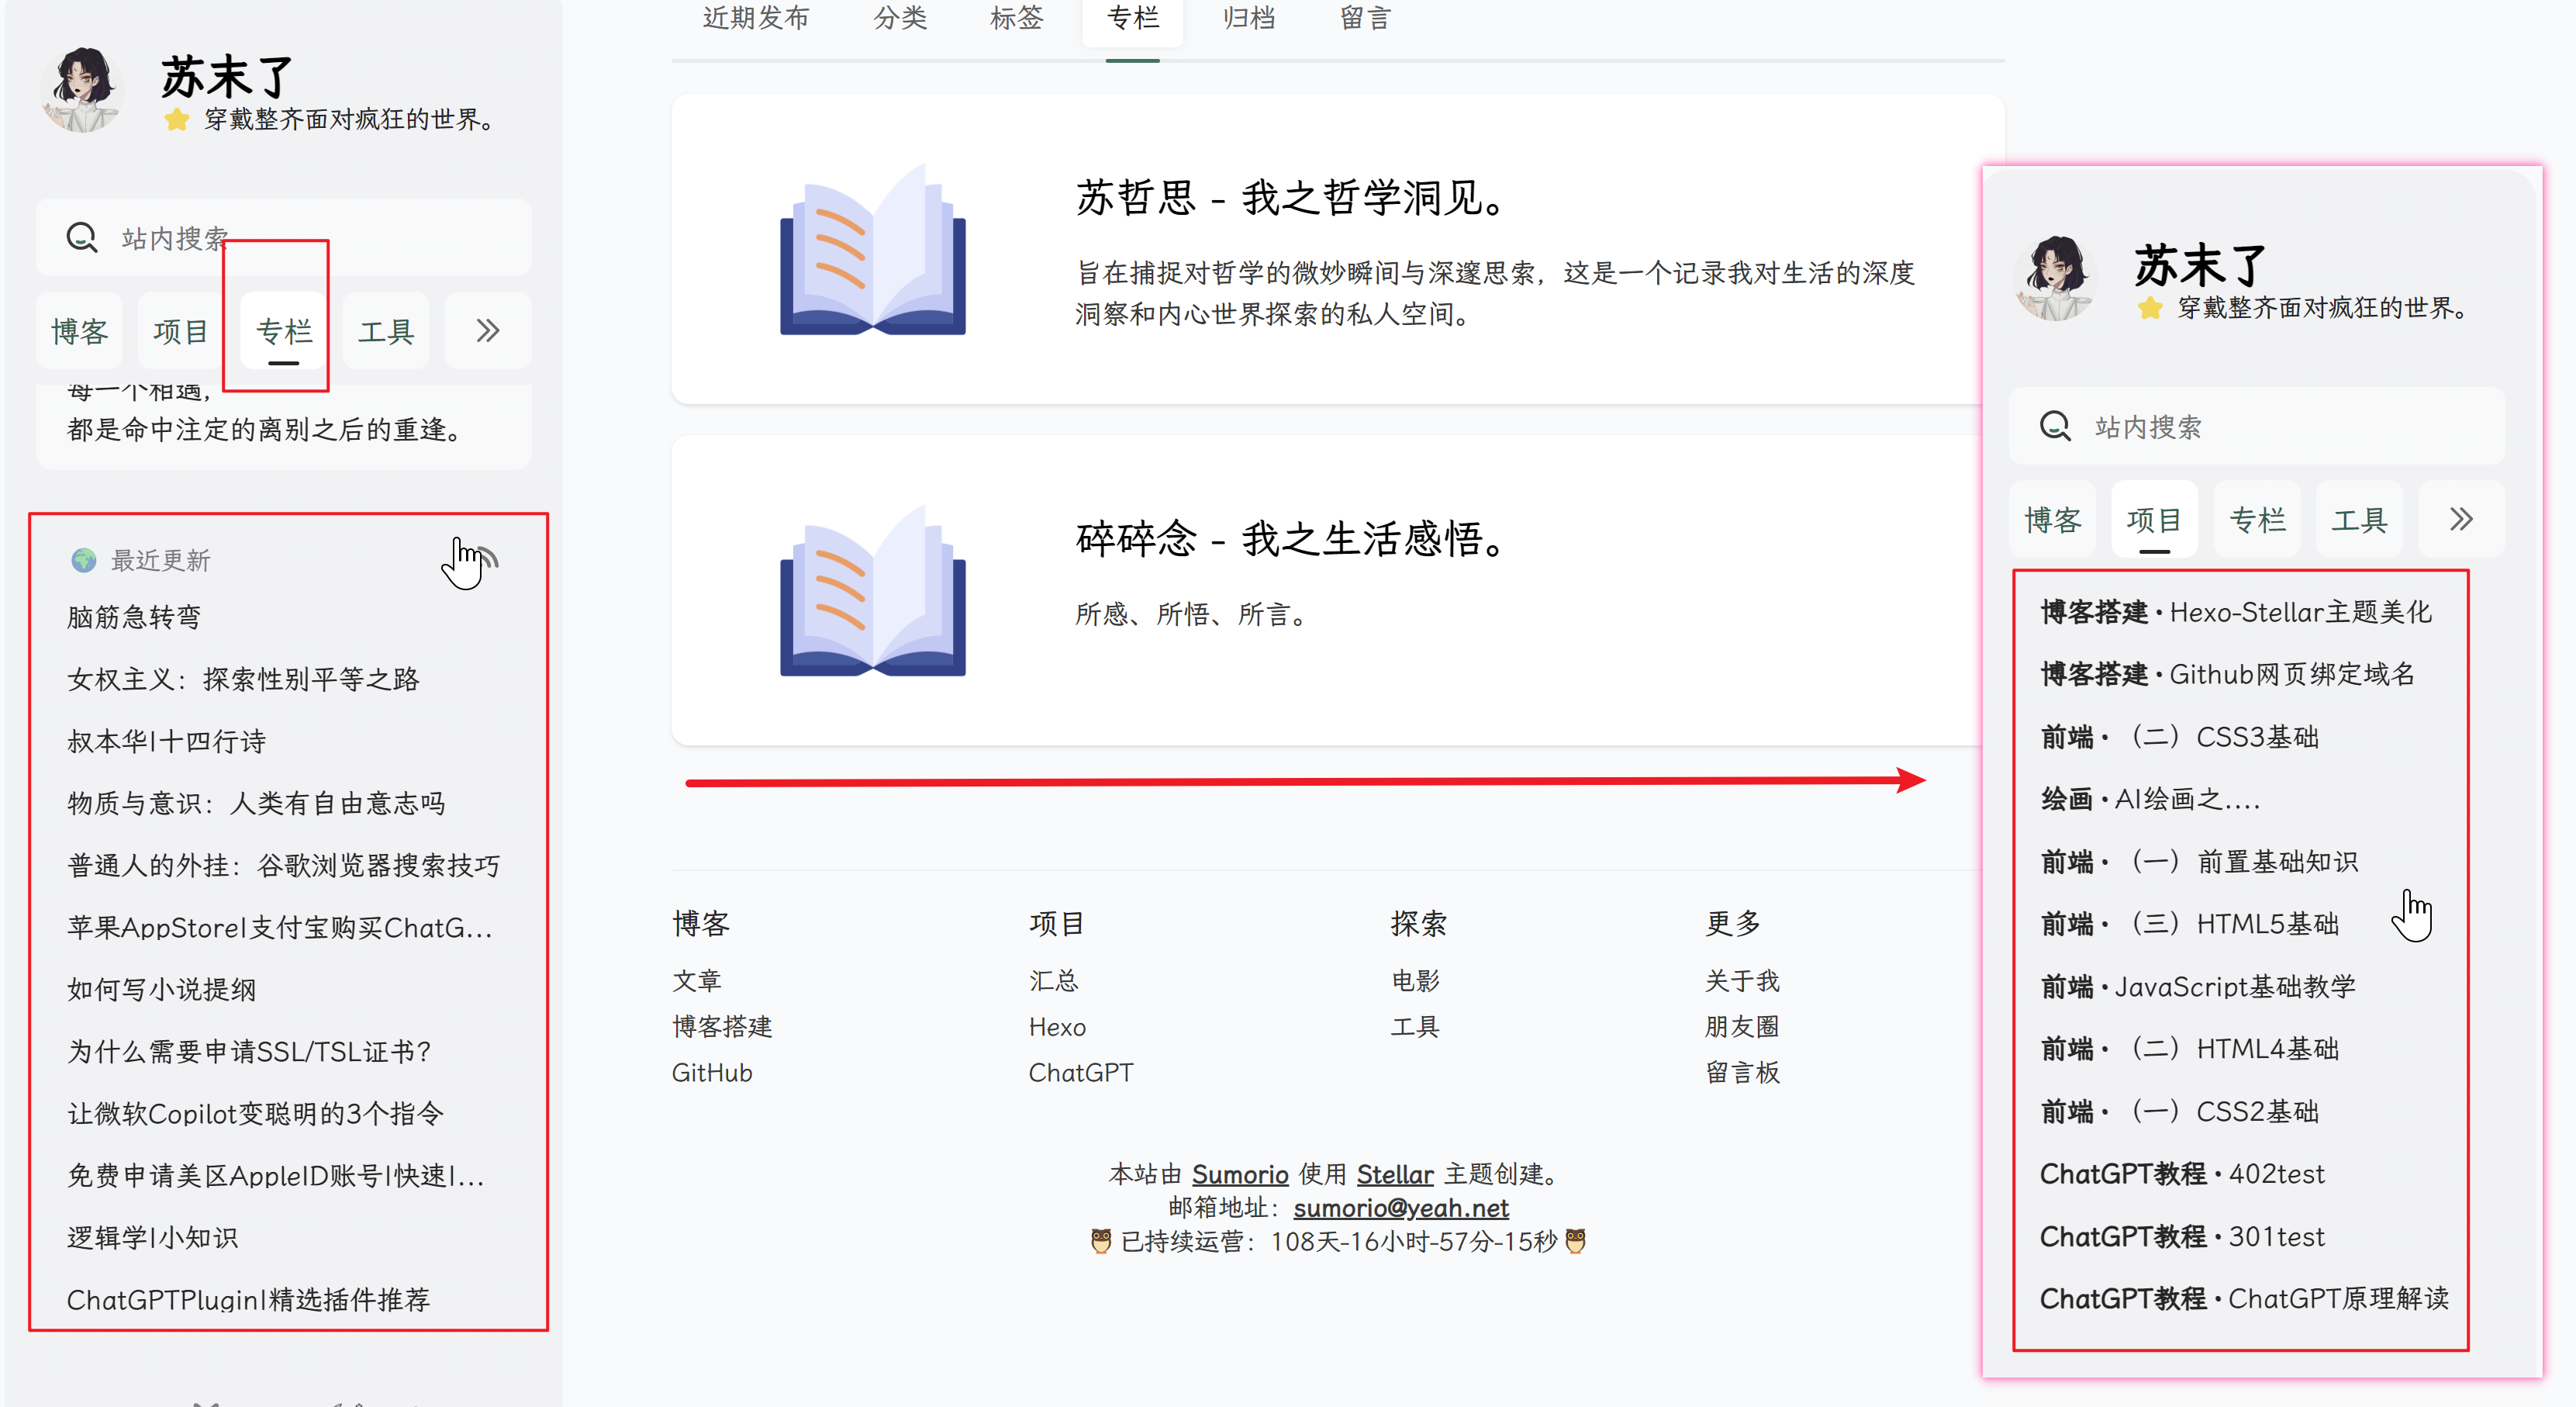 苏末了
穿戴整齐面对疯狂的世界。
站内搜索
博客
项目
专栏
工具
每一个相遇，
都是命中注定的离别之后的重逢。
最近更新
脑筋急转弯
女权主义：探索性别平等之路
叔本华|十四行诗
物质与意识：人类有自由意志吗
普通人的外挂：谷歌浏览器搜索技巧
苹果AppStore|支付宝购买ChatG...
如何写小说提纲
为什么需要申请SSL/TSL证书？
让微软Copilot变聪明的3个指令
免费申请美区AppleID账号|快速|...
逻辑学|小知识
ChatGPTPlugin|精选插件推荐
近期发布
分类
标签
专栏
归档
留言
苏哲思 - 我之哲学洞见。
旨在捕捉对哲学的微妙瞬间与深邃思索，这是一个记录我对生活的深度
洞察和内心世界探索的私人空间。
碎碎念 - 我之生活感悟。
所感、所悟、所言。
博客
文章
博客搭建
GitHub
项目
汇总
Hexo
ChatGPT
探索
电影
工具
更多
关于我
朋友圈
留言板
本站由 Sumorio 使用 Stellar 主题创建。
邮箱地址：sumorio@yeah.net
已持续运营：108天-16小时-57分-15秒
苏末了
穿戴整齐面对疯狂的世界。
站内搜索
博客
项目
专栏
工具
博客搭建 · Hexo-Stellar主题美化
博客搭建 · Github网页绑定域名
前端 · （二）CSS3基础
绘画 · AI绘画之....
前端 · （一）前置基础知识
前端 · （三）HTML5基础
前端 · JavaScript基础教学
前端 · （二）HTML4基础
前端 · （一）CSS2基础
ChatGPT教程 · 402test
ChatGPT教程 · 301test
ChatGPT教程 · ChatGPT原理解读